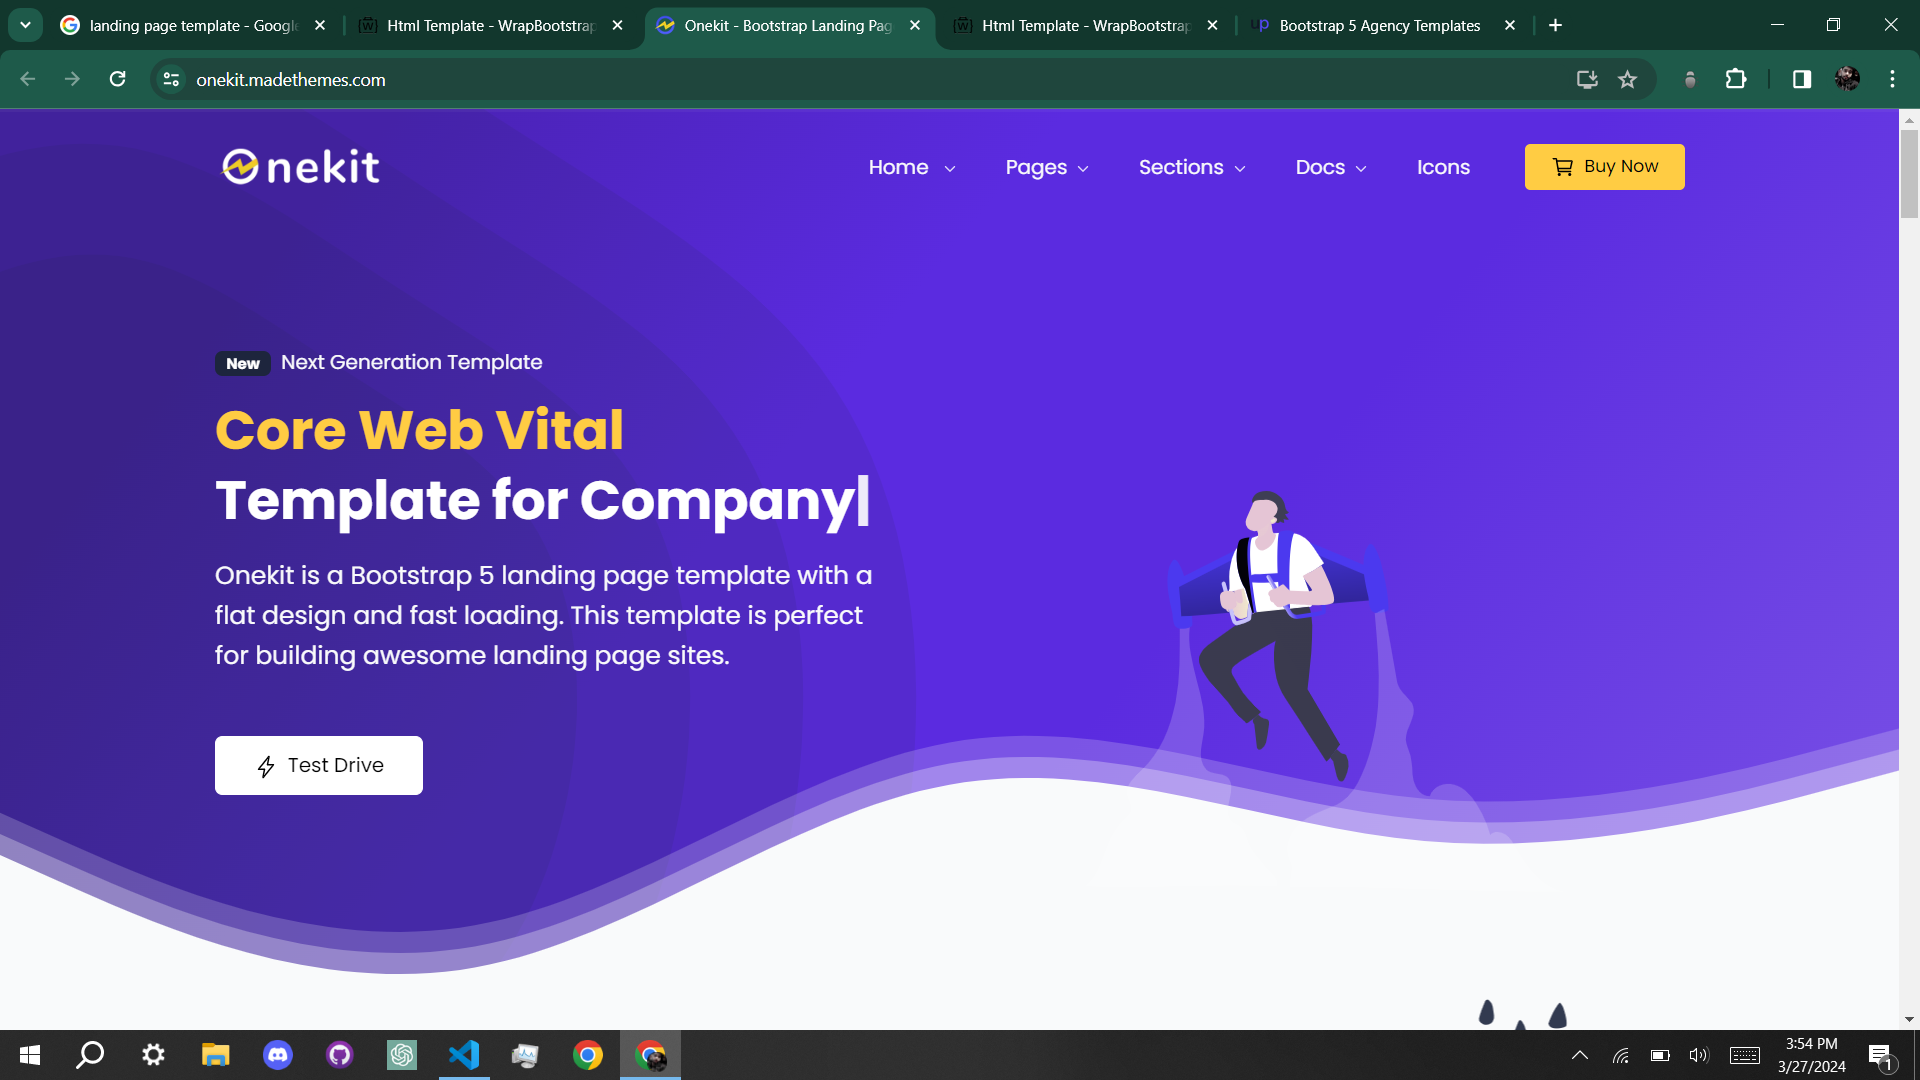 landing page template - Google
Html Template - WrapBootstrap
Onekit - Bootstrap Landing Pag
Html Template - WrapBootstrap
up
Bootstrap 5 Agency Templates
onekit.madethemes.com
Onekit
Home
Pages
Sections
Docs
Icons
Buy Now
New Next Generation Template
Core Web Vital
Template for Company|
Onekit is a Bootstrap 5 landing page template with a
flat design and fast loading. This template is perfect
for building awesome landing page sites.
Test Drive
3:54 PM
3/27/2024
1